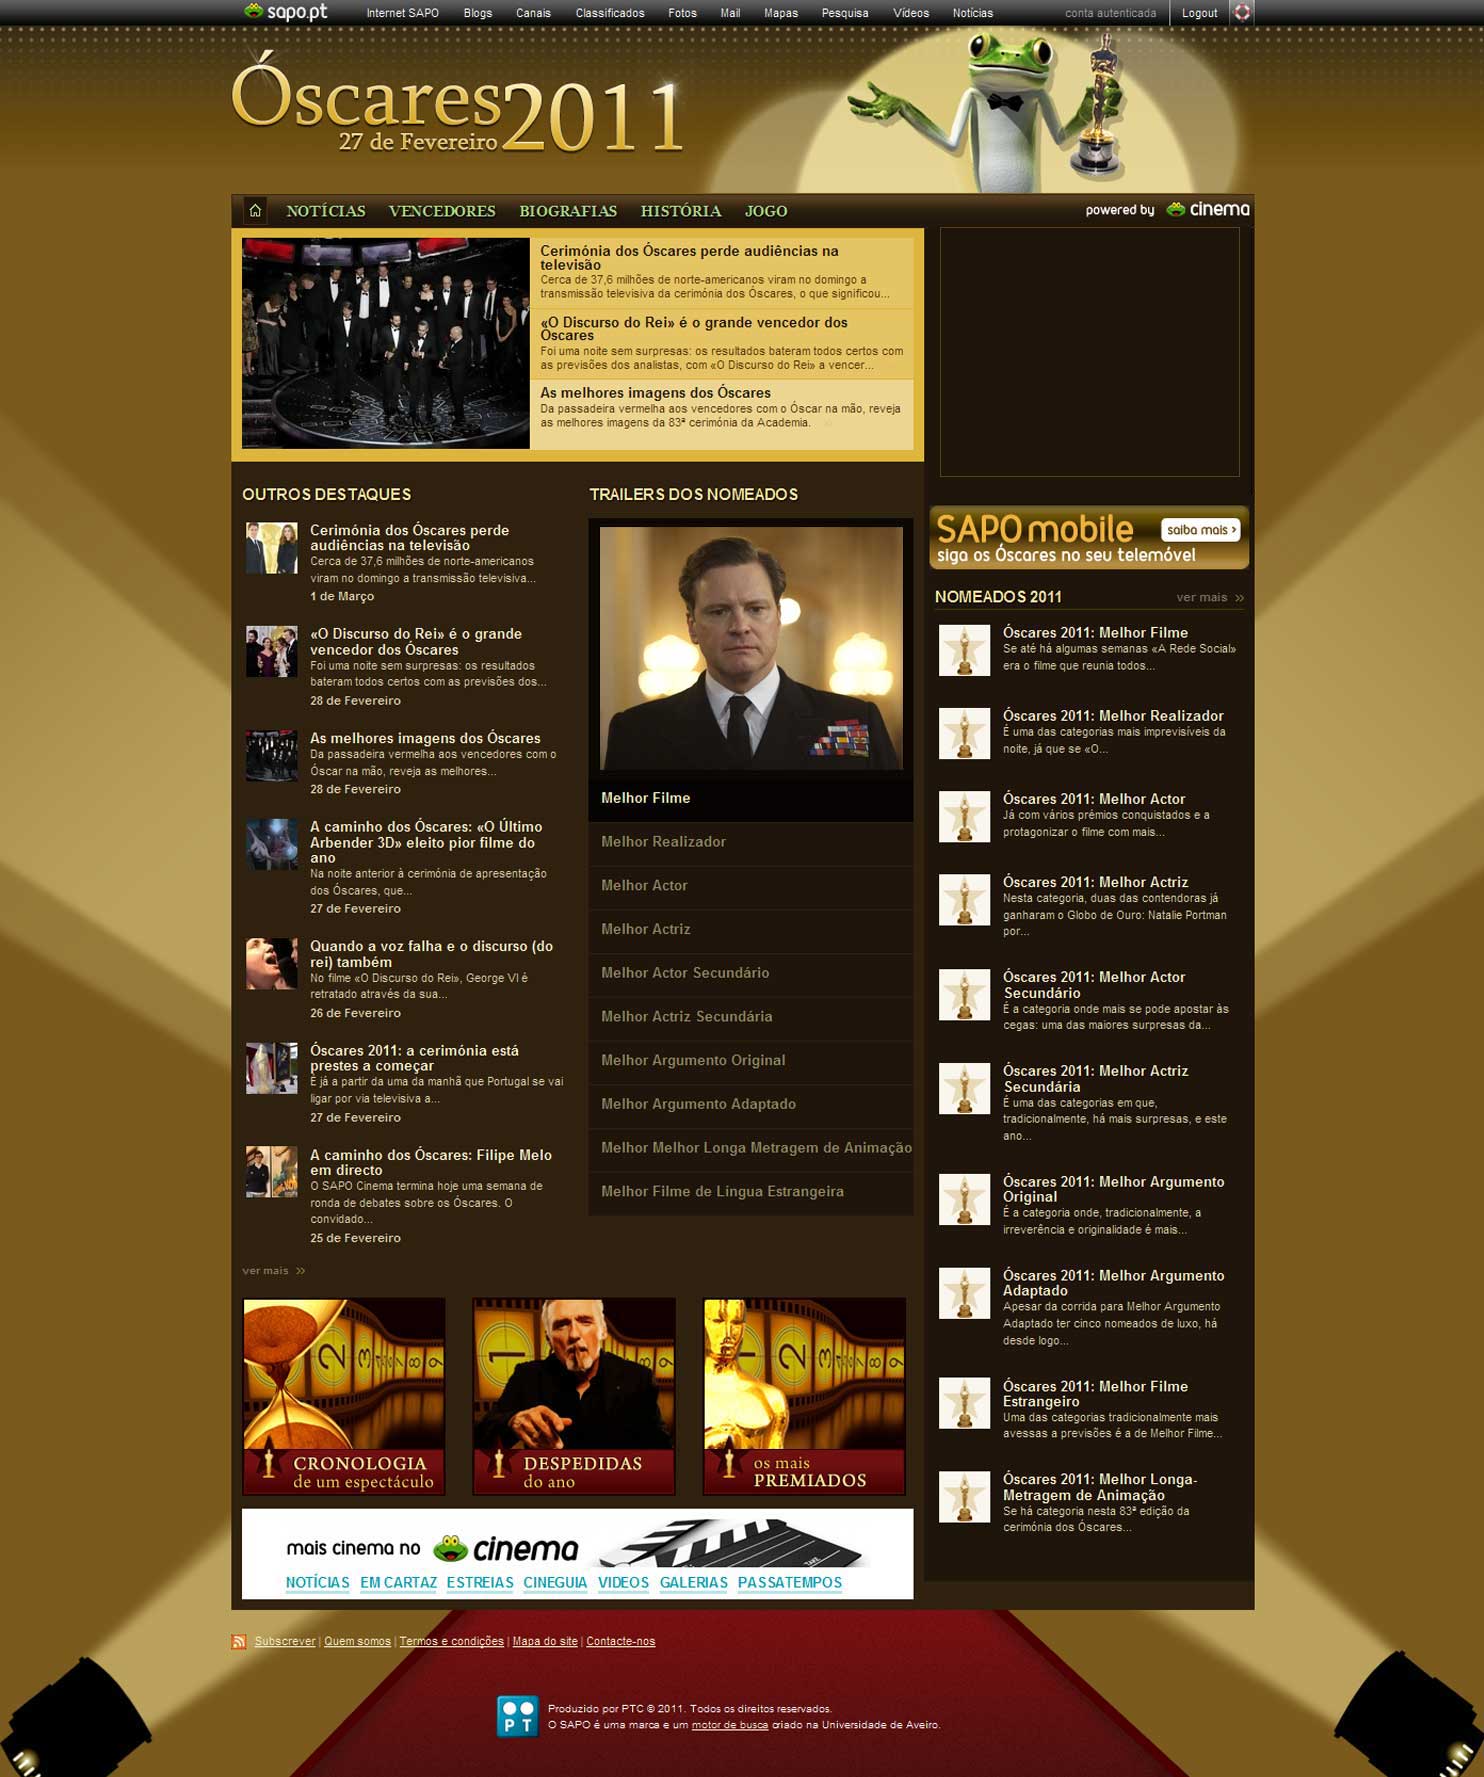 sapo.pt
Internet SAPO Blogs Canais Classificados Fotos Mail Mapas Pesquisa Vídeos Notícias conta autenticada Logout
Óscares 2011
27 de Fevereiro
NOTÍCIAS VENCEDORES BIOGRAFIAS HISTÓRIA JOGO
powered by cinema
Cerimónia dos Óscares perde audiências na
televisão
Cerca de 37,6 milhões de norte-americanos viram no domingo a
transmissão televisiva da cerimónia dos Óscares, o que significou...
«O Discurso do Rei» é o grande vencedor dos
Óscares
Foi uma noite sem surpresas: os resultados bateram todos certos com
as previsões dos analistas, com «O Discurso do Rei» a vencer...
As melhores imagens dos Óscares
Da passadeira vermelha aos vencedores com o Óscar na mão, reveja
as melhores imagens da 83ª cerimónia da Academia.
OUTROS DESTAQUES
Cerimónia dos Óscares perde
audiências na televisão
Cerca de 37,6 milhões de norte-americanos
viram no domingo a transmissão televisiva...
1 de Março
«O Discurso do Rei» é o grande
vencedor dos Óscares
Foi uma noite sem surpresas: os resultados
bateram todos certos com as previsões dos...
28 de Fevereiro
As melhores imagens dos Óscares
Da passadeira vermelha aos vencedores com o
Óscar na mão, reveja as melhores...
28 de Fevereiro
A caminho dos Óscares: «O Último
Arbender 3D» eleito pior filme do
ano
Na noite anterior à cerimónia de apresentação
dos Óscares, que...
27 de Fevereiro
Quando a voz falha e o discurso (do
rei) também
No filme «O Discurso do Rei», George VI é
retratado através da sua...
26 de Fevereiro
Óscares 2011: a cerimónia está
prestes a começar
È já a partir da uma da manhã que Portugal se vai
ligar por via televisiva a...
27 de Fevereiro
A caminho dos Óscares: Filipe Melo
em directo
O SAPO Cinema termina hoje uma semana de
ronda de debates sobre os Óscares. O
convidado...
25 de Fevereiro
ver mais »
TRAILERS DOS NOMEADOS
Melhor Filme
Melhor Realizador
Melhor Actor
Melhor Actriz
Melhor Actor Secundário
Melhor Actriz Secundária
Melhor Argumento Original
Melhor Argumento Adaptado
Melhor Melhor Longa Metragem de Animação
Melhor Filme de Lingua Estrangeira
SAPO mobile
saiba mais ›
siga os Óscares no seu telemóvel
NOMEADOS 2011
ver mais »
Óscares 2011: Melhor Filme
Se até há algumas semanas «A Rede Social»
era o filme que reunia todos...
Óscares 2011: Melhor Realizador
É uma das categorias mais imprevisíveis da
noite, já que se «O...
Óscares 2011: Melhor Actor
Já com vários prémios conquistados e a
protagonizar o filme com mais...
Óscares 2011: Melhor Actriz
Nesta categoria, duas das contendoras já
ganharam o Globo de Ouro: Natalie Portman
por...
Óscares 2011: Melhor Actor
Secundário
É a categoria onde mais se pode apostar às
cegas: uma das maiores surpresas da...
Óscares 2011: Melhor Actriz
Secundária
É uma das categorias em que,
tradicionalmente, há mais surpresas, e este
ano...
Óscares 2011: Melhor Argumento
Original
É a categoria onde, tradicionalmente, a
irreverência e originalidade é mais...
Óscares 2011: Melhor Argumento
Adaptado
Apesar da corrida para Melhor Argumento
Adaptado ter cinco nomeados de luxo, há
desde logo...
Óscares 2011: Melhor Filme
Estrangeiro
Uma das categorias tradicionalmente mais
avessas a previsões é a de Melhor Filme...
Óscares 2011: Melhor Longa-
Metragem de Animação
Se há categoria nesta 83ª edição da
cerimónia dos Óscares...
CRONOLOGIA
de um espectáculo
DESPEDIDAS
do ano
os mais
PREMIADOS
mais cinema no cinema
TAKE
NOTÍCIAS EM CARTAZ ESTREIAS CINEGUIA VIDEOS GALERIAS PASSATEMPOS
Subscrever | Quem somos | Termos e condições | Mapa do site | Contacte-nos
PT
Produzido por PTC © 2011. Todos os direitos reservados.
O SAPO é uma marca e um motor de busca criado na Universidade de Aveiro.